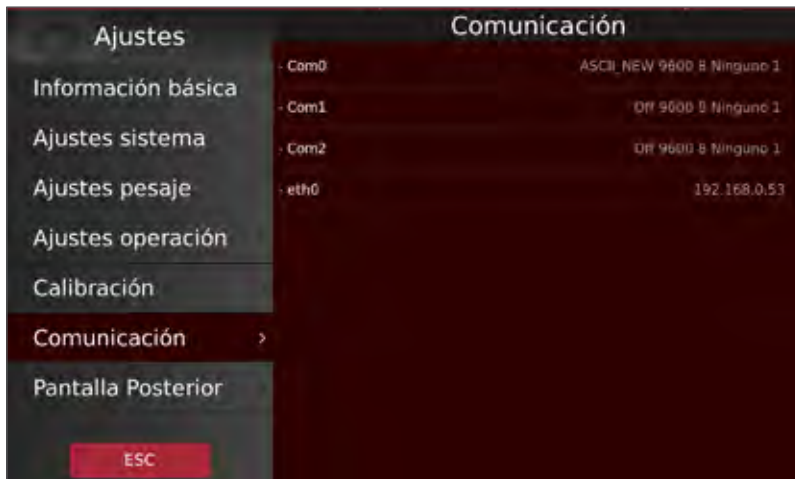 Ajustes
Información básica
Ajustes sistema
Ajustes pesaje
Ajustes operación
Calibración
Comunicación >
Pantalla Posterior
ESC
Comunicación
- Com0 ASCII_NEW 9600 8 Ninguno 1
- Com1 Off 9600 8 Ninguno 1
- Com2 Off 9600 8 Ninguno 1
- eth0 192.168.0.53